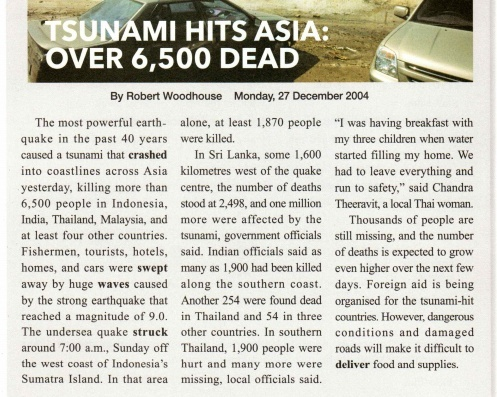 TSUNAMI HITS ASIA:
OVER 6,500 DEAD
By Robert Woodhouse Monday, 27 December 2004
The most powerful earth-
quake in the past 40 years
caused a tsunami that crashed
into coastlines across Asia
yesterday, killing more than
6,500 people in Indonesia,
India, Thailand, Malaysia, and
at least four other countries.
Fishermen, tourists, hotels,
homes, and cars were swept
away by huge waves caused
by the strong earthquake that
reached a magnitude of 9.0.
The undersea quake struck
around 7:00 a.m., Sunday off
the west coast of Indonesia's
Sumatra Island. In that area
alone, at least 1,870 people
were killed.
In Sri Lanka, some 1,600
kilometres west of the quake
centre, the number of deaths
stood at 2,498, and one million
more were affected by the
tsunami, government officials
said. Indian officials said as
many as 1,900 had been killed
along the southern coast.
Another 254 were found dead
in Thailand and 54 in three
other countries. In southern
Thailand, 1,900 people were
hurt and many more were
missing, local officials said.
“I was having breakfast with
my three children when water
started filling my home. We
had to leave everything and
run to safety,” said Chandra
Theeravit, a local Thai woman.
Thousands of people are
still missing, and the number
of deaths is expected to grow
even higher over the next few
days. Foreign aid is being
organised for the tsunami-hit
countries. However, dangerous
conditions and damaged
roads will make it difficult to
deliver food and supplies.